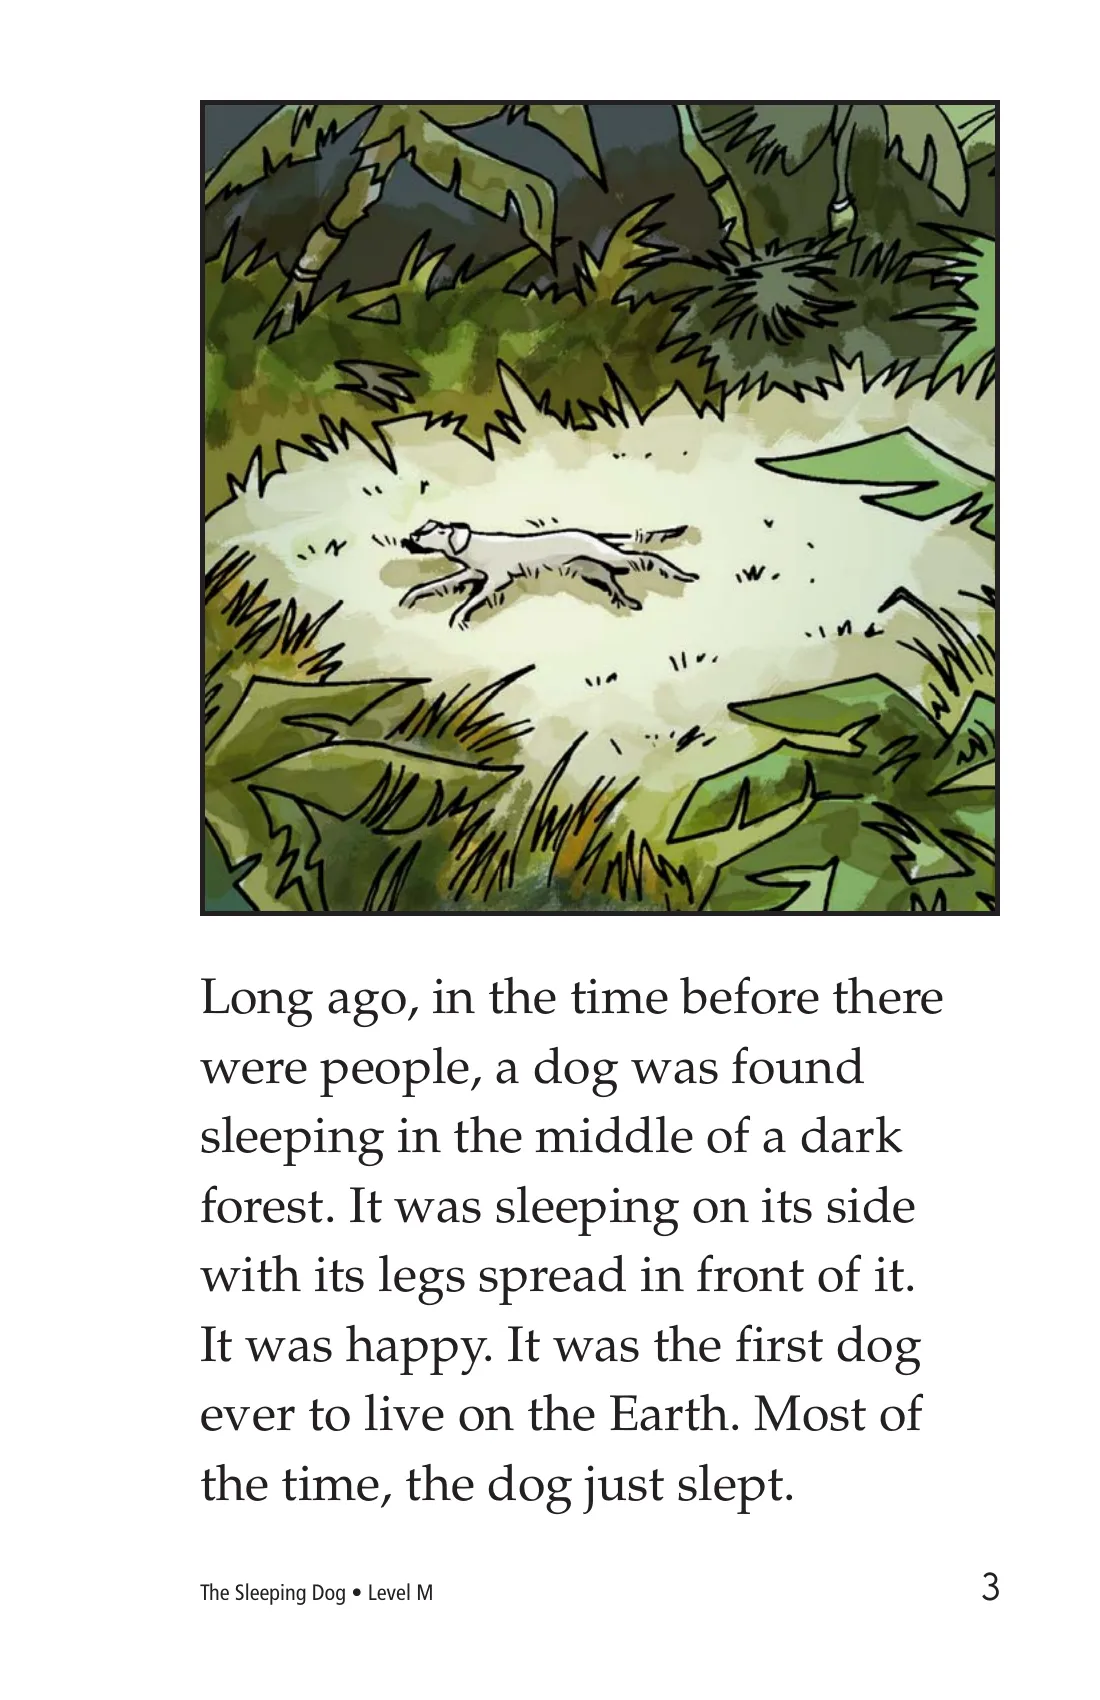 Long ago, in the time before there
were people, a dog was found
sleeping in the middle of a dark
forest. It was sleeping on its side
with its legs spread in front of it.
It was happy. It was the first dog
ever to live on the Earth. Most of
the time, the dog just slept.
The Sleeping Dog • Level M
3